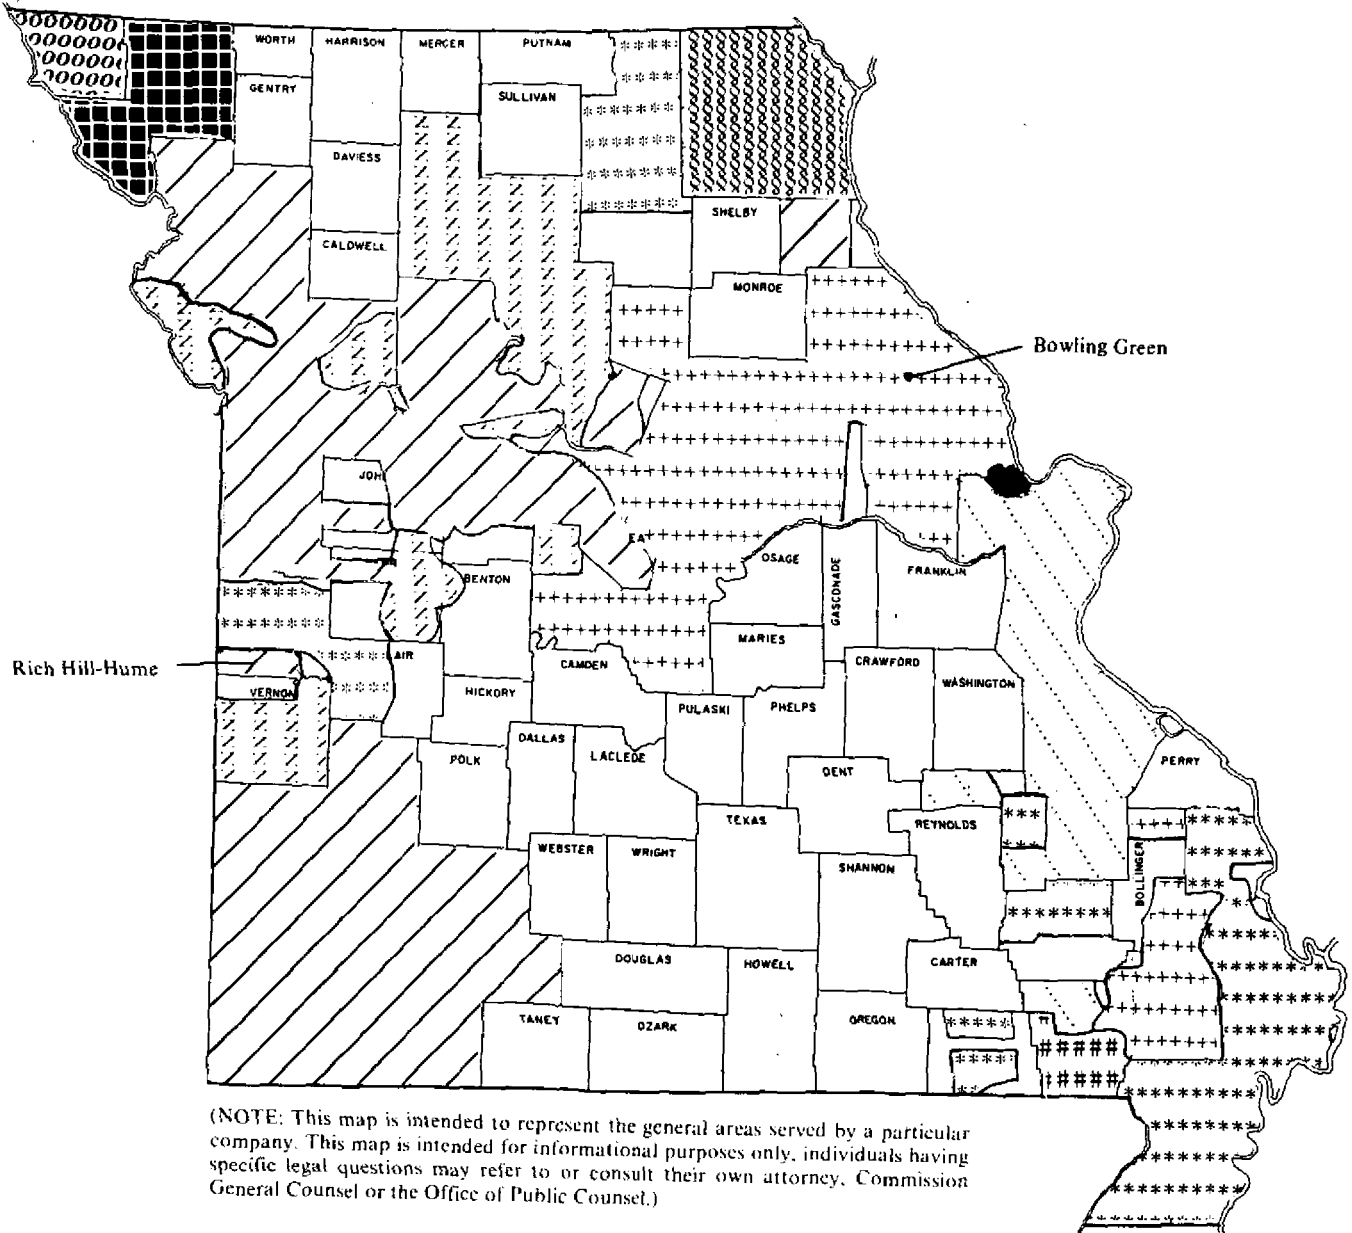 WORTH
HARRISON
MERCER
PUTNAM
GENTRY
SULLIVAN
DAVIESS
SHELBY
CALDWELL
MONROE
Bowling Green
JOH
EA
OSAGE
GASCONADE
FRANKLIN
BENTON
MARIES
Rich Hill-Hume
AIR
CAMDEN
CRAWFORD
WASHINGTON
VERNON
HICKORY
PULASKI
PHELPS
DALLAS
LACLEDE
POLK
DENT
PERRY
TEXAS
REYNOLDS
WEBSTER
WRIGHT
SHANNON
BOLLINGER
DOUGLAS
HOWELL
CARTER
TANEY
OZARK
OREGON
(NOTE: This map is intended to represent the general areas served by a particular
company. This map is intended for informational purposes only, individuals having
specific legal questions may refer to or consult their own attorney, Commission
General Counsel or the Office of Public Counsel.)